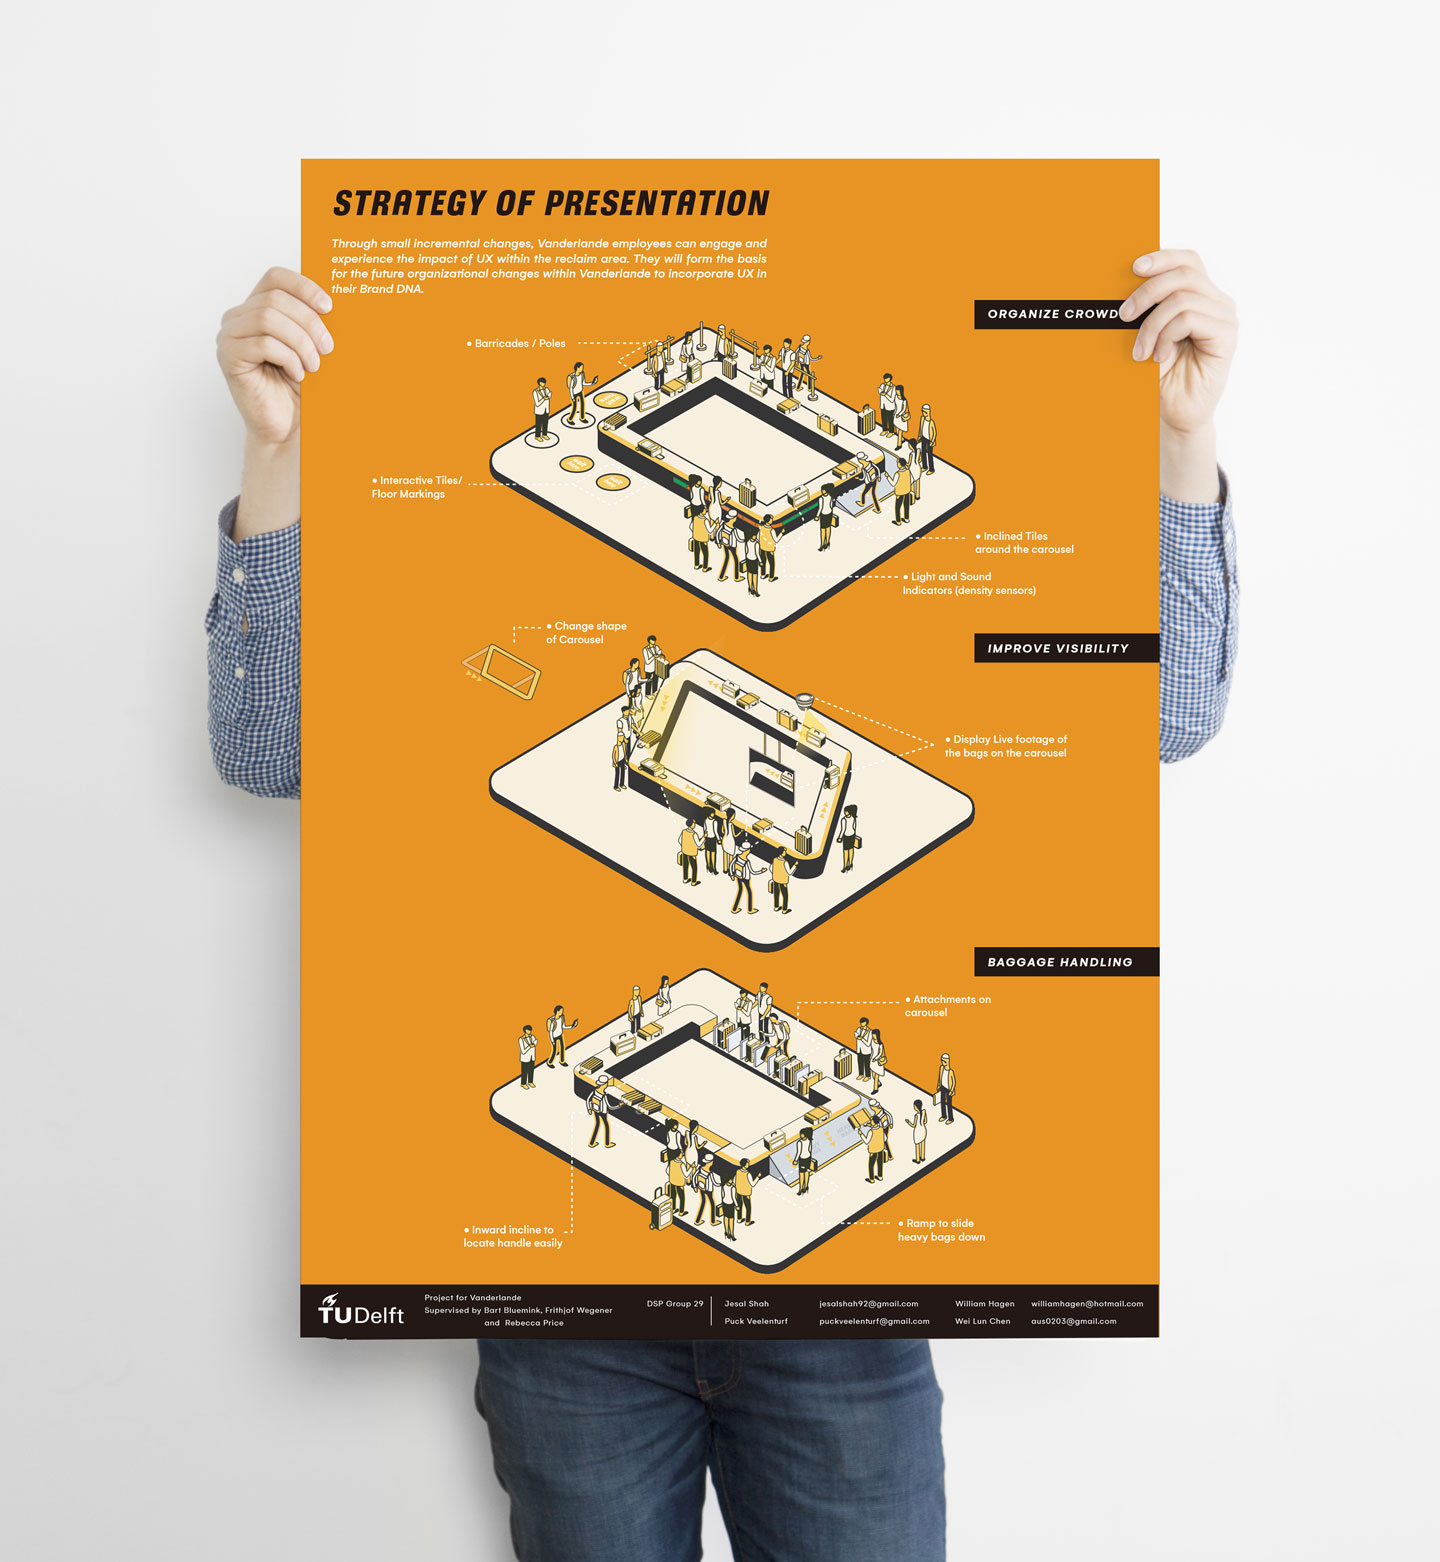 STRATEGY OF PRESENTATION
Through small incremental changes, Vanderlande employees can engage and
experience the impact of UX within the reclaim area. They will form the basis
for the future organizational changes within Vanderlande to incorporate UX in
their Brand DNA.
ORGANIZE CROWD
• Barricades / Poles
• Interactive Tiles/
Floor Markings
• Inclined Tiles
around the carousel
• Light and Sound
Indicators (density sensors)
• Change shape
of Carousel
IMPROVE VISIBILITY
• Display Live footage of
the bags on the carousel
BAGGAGE HANDLING
• Attachments on
carousel
• Inward incline to
locate handle easily
• Ramp to slide
heavy bags down
TU Delft
Project for Vanderlande
Supervised by Bart Bluemink, Frithjof Wegener
and Rebecca Price
DSP Group 29
Jesal Shah
jesalshah92@gmail.com
William Hagen
williamhagen@hotmail.com
Puck Veelenturf
puckveelenturf@gmail.com
Wei Lun Chen
aus0203@gmail.com